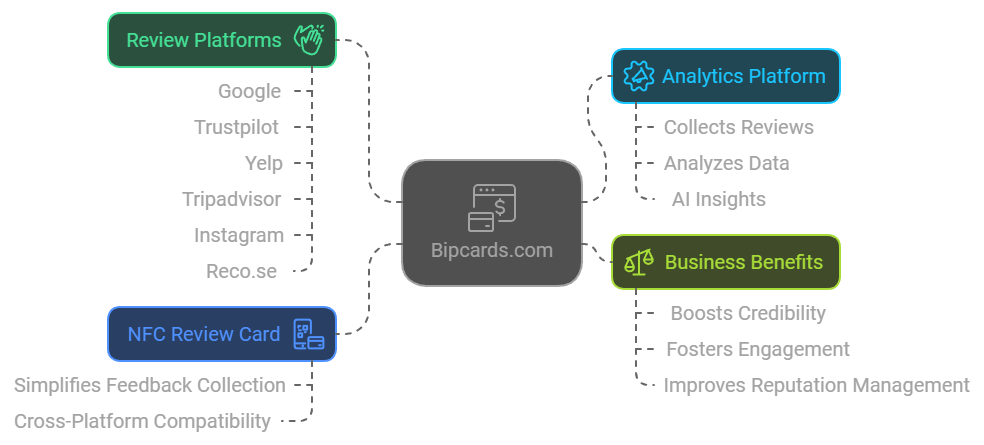 Review Platforms
Google
Trustpilot
Yelp
Tripadvisor
Instagram
Reco.se
NFC Review Card
Simplifies Feedback Collection
Cross-Platform Compatibility
Bipcards.com
Analytics Platform
Collects Reviews
Analyzes Data
AI Insights
Business Benefits
Boosts Credibility
Fosters Engagement
Improves Reputation Management